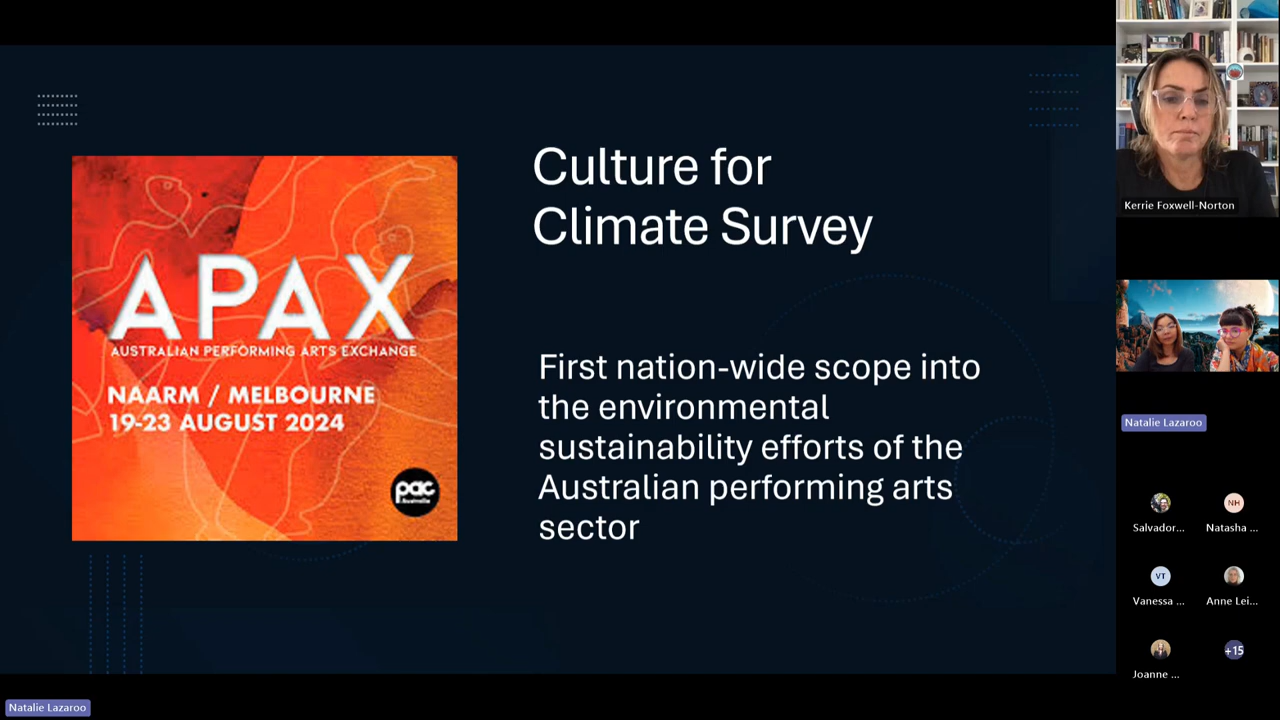 APAX
AUSTRALIAN PERFORMING ARTS EXCHANGE
NAARM / MELBOURNE
19-23 AUGUST 2024
pac
Australia
Culture for
Climate Survey
First nation-wide scope into
the environmental
sustainability efforts of the
Australian performing arts
sector
Kerrie Foxwell-Norton
Natalie Lazaroo
Salvador...
NH
Natasha ...
VT
Vanessa ...
Anne Lei...
Joanne ...
+15
Natalie Lazaroo